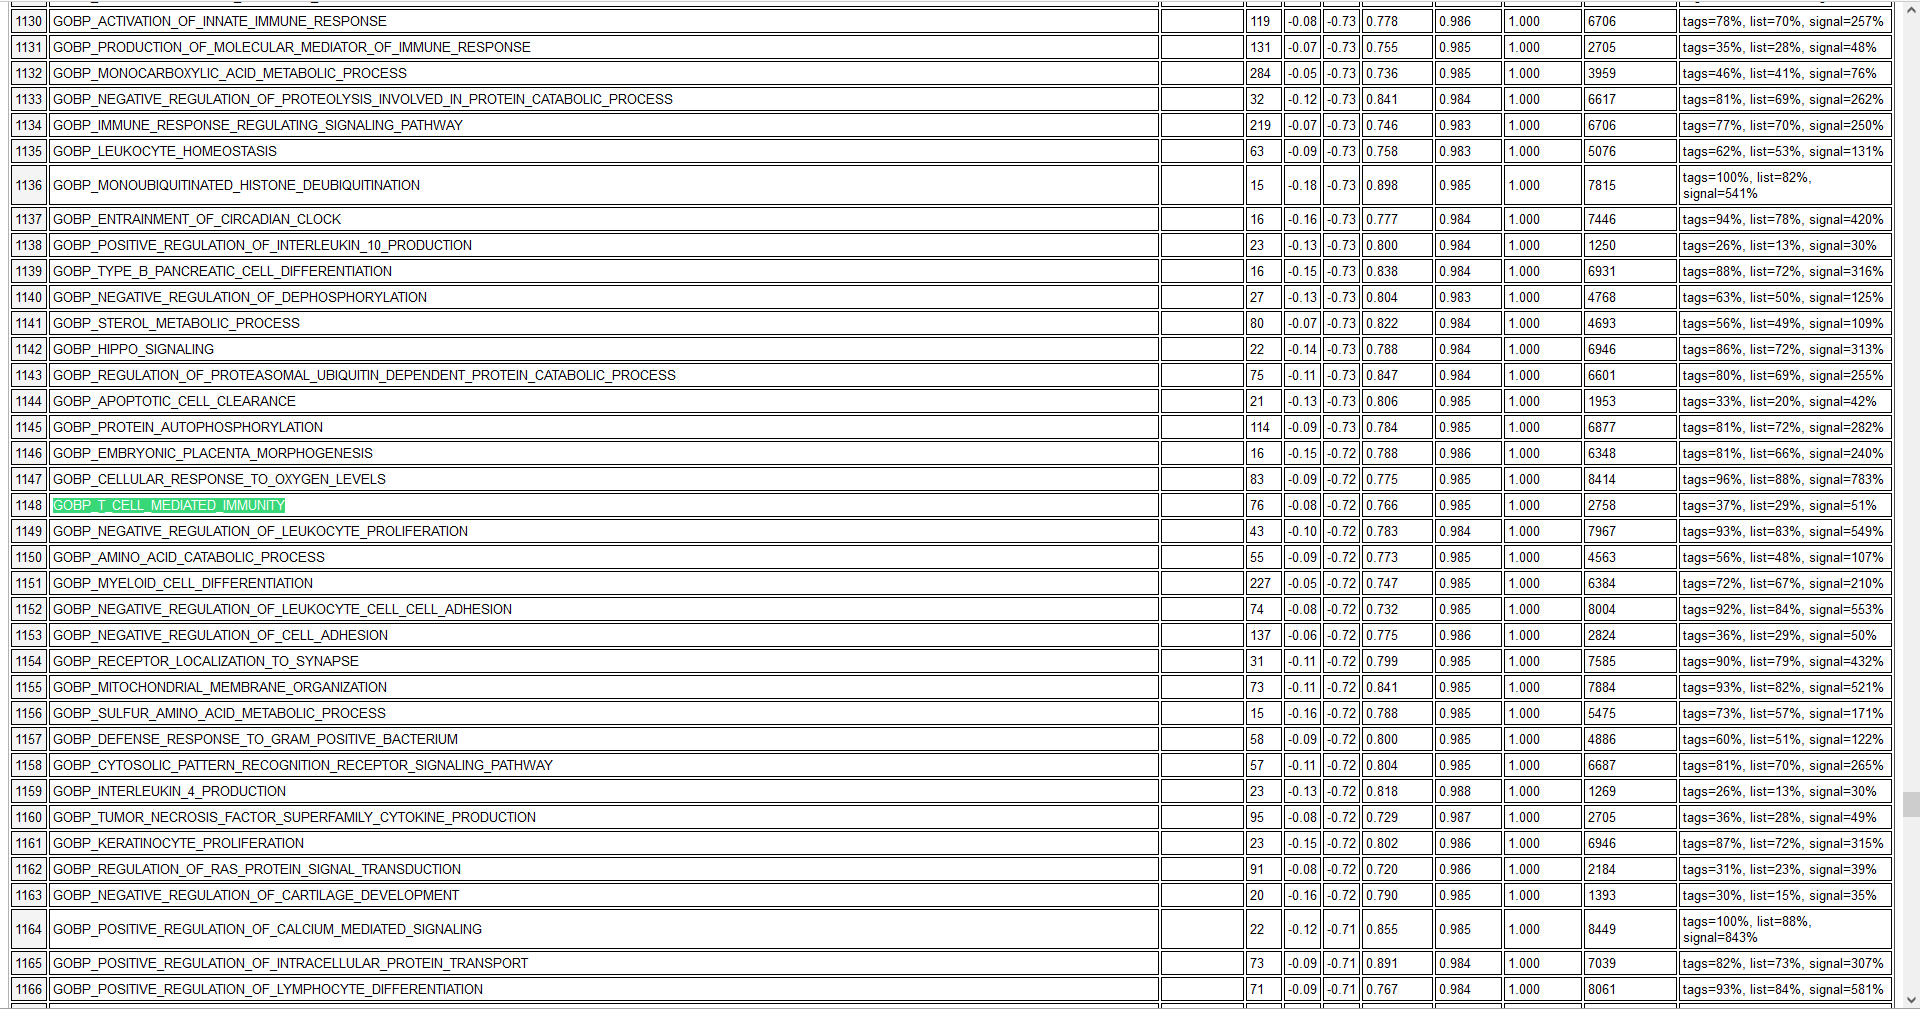 1130 GOBP_ACTIVATION_OF_INNATE_IMMUNE_RESPONSE 119 -0.08 -0.73 0.778 0.986 1.000 6706 tags=78%, list=70%, signal=257%
1131 GOBP_PRODUCTION_OF_MOLECULAR_MEDIATOR_OF_IMMUNE_RESPONSE 131 -0.07 -0.73 0.755 0.985 1.000 2705 tags=35%, list=28%, signal=48%
1132 GOBP_MONOCARBOXYLIC_ACID_METABOLIC_PROCESS 284 -0.05 -0.73 0.736 0.985 1.000 3959 tags=46%, list=41%, signal=76%
1133 GOBP_NEGATIVE_REGULATION_OF_PROTEOLYSIS_INVOLVED_IN_PROTEIN_CATABOLIC_PROCESS 32 -0.12 -0.73 0.841 0.984 1.000 6617 tags=81%, list=69%, signal=262%
1134 GOBP_IMMUNE_RESPONSE_REGULATING_SIGNALING_PATHWAY 219 -0.07 -0.73 0.746 0.983 1.000 6706 tags=77%, list=70%, signal=250%
1135 GOBP_LEUKOCYTE_HOMEOSTASIS 63 -0.09 -0.73 0.758 0.983 1.000 5076 tags=62%, list=53%, signal=131%
1136 GOBP_MONOUBIQUITINATED_HISTONE_DEUBIQUITINATION 15 -0.18 -0.73 0.898 0.985 1.000 7815 tags=100%, list=82%,
signal=541%
1137 GOBP_ENTRAINMENT_OF_CIRCADIAN_CLOCK 16 -0.16 -0.73 0.777 0.984 1.000 7446 tags=94%, list=78%, signal=420%
1138 GOBP_POSITIVE_REGULATION_OF_INTERLEUKIN_10_PRODUCTION 23 -0.13 -0.73 0.800 0.984 1.000 1250 tags=26%, list=13%, signal=30%
1139 GOBP_TYPE_B_PANCREATIC_CELL_DIFFERENTIATION 16 -0.15 -0.73 0.838 0.984 1.000 6931 tags=88%, list=72%, signal=316%
1140 GOBP_NEGATIVE_REGULATION_OF_DEPHOSPHORYLATION 27 -0.13 -0.73 0.804 0.983 1.000 4768 tags=63%, list=50%, signal=125%
1141 GOBP_STEROL_METABOLIC_PROCESS 80 -0.07 -0.73 0.822 0.984 1.000 4693 tags=56%, list=49%, signal=109%
1142 GOBP_HIPPO_SIGNALING 22 -0.14 -0.73 0.788 0.984 1.000 6946 tags=86%, list=72%, signal=313%
1143 GOBP_REGULATION_OF_PROTEASOMAL_UBIQUITIN_DEPENDENT_PROTEIN_CATABOLIC_PROCESS 75 -0.11 -0.73 0.847 0.984 1.000 6601 tags=80%, list=69%, signal=255%
1144 GOBP_APOPTOTIC_CELL_CLEARANCE 21 -0.13 -0.73 0.806 0.985 1.000 1953 tags=33%, list=20%, signal=42%
1145 GOBP_PROTEIN_AUTOPHOSPHORYLATION 114 -0.09 -0.73 0.784 0.985 1.000 6877 tags=81%, list=72%, signal=282%
1146 GOBP_EMBRYONIC_PLACENTA_MORPHOGENESIS 16 -0.15 -0.72 0.788 0.986 1.000 6348 tags=81%, list=66%, signal=240%
1147 GOBP_CELLULAR_RESPONSE_TO_OXYGEN_LEVELS 83 -0.09 -0.72 0.775 0.985 1.000 8414 tags=96%, list=88%, signal=783%
1148 GOBP_T_CELL_MEDIATED_IMMUNITY 76 -0.08 -0.72 0.766 0.985 1.000 2758 tags=37%, list=29%, signal=51%
1149 GOBP_NEGATIVE_REGULATION_OF_LEUKOCYTE_PROLIFERATION 43 -0.10 -0.72 0.783 0.984 1.000 7967 tags=93%, list=83%, signal=549%
1150 GOBP_AMINO_ACID_CATABOLIC_PROCESS 55 -0.09 -0.72 0.773 0.985 1.000 4563 tags=56%, list=48%, signal=107%
1151 GOBP_MYELOID_CELL_DIFFERENTIATION 227 -0.05 -0.72 0.747 0.985 1.000 6384 tags=72%, list=67%, signal=210%
1152 GOBP_NEGATIVE_REGULATION_OF_LEUKOCYTE_CELL_CELL_ADHESION 74 -0.08 -0.72 0.732 0.985 1.000 8004 tags=92%, list=84%, signal=553%
1153 GOBP_NEGATIVE_REGULATION_OF_CELL_ADHESION 137 -0.06 -0.72 0.775 0.986 1.000 2824 tags=36%, list=29%, signal=50%
1154 GOBP_RECEPTOR_LOCALIZATION_TO_SYNAPSE 31 -0.11 -0.72 0.799 0.985 1.000 7585 tags=90%, list=79%, signal=432%
1155 GOBP_MITOCHONDRIAL_MEMBRANE_ORGANIZATION 73 -0.11 -0.72 0.841 0.985 1.000 7884 tags=93%, list=82%, signal=521%
1156 GOBP_SULFUR_AMINO_ACID_METABOLIC_PROCESS 15 -0.16 -0.72 0.788 0.985 1.000 5475 tags=73%, list=57%, signal=171%
1157 GOBP_DEFENSE_RESPONSE_TO_GRAM_POSITIVE_BACTERIUM 58 -0.09 -0.72 0.800 0.985 1.000 4886 tags=60%, list=51%, signal=122%
1158 GOBP_CYTOSOLIC_PATTERN_RECOGNITION_RECEPTOR_SIGNALING_PATHWAY 57 -0.11 -0.72 0.804 0.985 1.000 6687 tags=81%, list=70%, signal=265%
1159 GOBP_INTERLEUKIN_4_PRODUCTION 23 -0.13 -0.72 0.818 0.988 1.000 1269 tags=26%, list=13%, signal=30%
1160 GOBP_TUMOR_NECROSIS_FACTOR_SUPERFAMILY_CYTOKINE_PRODUCTION 95 -0.08 -0.72 0.729 0.987 1.000 2705 tags=36%, list=28%, signal=49%
1161 GOBP_KERATINOCYTE_PROLIFERATION 23 -0.15 -0.72 0.802 0.986 1.000 6946 tags=87%, list=72%, signal=315%
1162 GOBP_REGULATION_OF_RAS_PROTEIN_SIGNAL_TRANSDUCTION 91 -0.08 -0.72 0.720 0.986 1.000 2184 tags=31%, list=23%, signal=39%
1163 GOBP_NEGATIVE_REGULATION_OF_CARTILAGE_DEVELOPMENT 20 -0.16 -0.72 0.790 0.985 1.000 1393 tags=30%, list=15%, signal=35%
1164 GOBP_POSITIVE_REGULATION_OF_CALCIUM_MEDIATED_SIGNALING 22 -0.12 -0.71 0.855 0.985 1.000 8449 tags=100%, list=88%,
signal=843%
1165 GOBP_POSITIVE_REGULATION_OF_INTRACELLULAR_PROTEIN_TRANSPORT 73 -0.09 -0.71 0.891 0.984 1.000 7039 tags=82%, list=73%, signal=307%
1166 GOBP_POSITIVE_REGULATION_OF_LYMPHOCYTE_DIFFERENTIATION 71 -0.09 -0.71 0.767 0.984 1.000 8061 tags=93%, list=84%, signal=581%